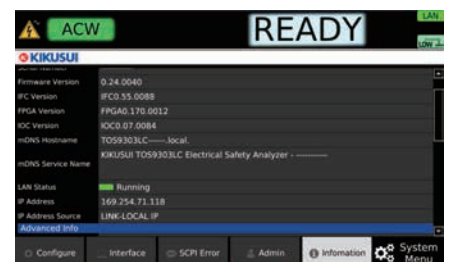 ACW
READY
LAN
LOW
KIKUSUI
Serial Number
Firmware Version 0.24.0040
IFC Version IFC0.55.0088
FPGA Version FPGA0.170.0012
IOC Version IOC0.07.0084
mDNS Hostname TOS9303LC------.local.
mDNS Service Name KIKUSUI TOS9303LC Electrical Safety Analyzer - ----------
LAN Status Running
IP Address 169.254.71.118
IP Address Source LINK-LOCAL IP
Advanced Info
Configure Interface SCPI Error Admin Infomation System Menu